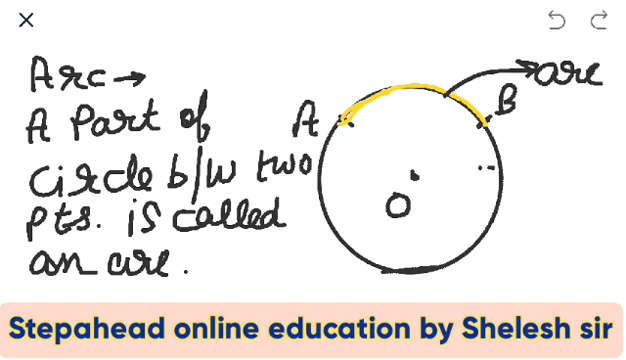 Arc → arc
A Part of A B
circle b/w two
O
pts. is called
an arc.
Stepahead online education by Shelesh sir